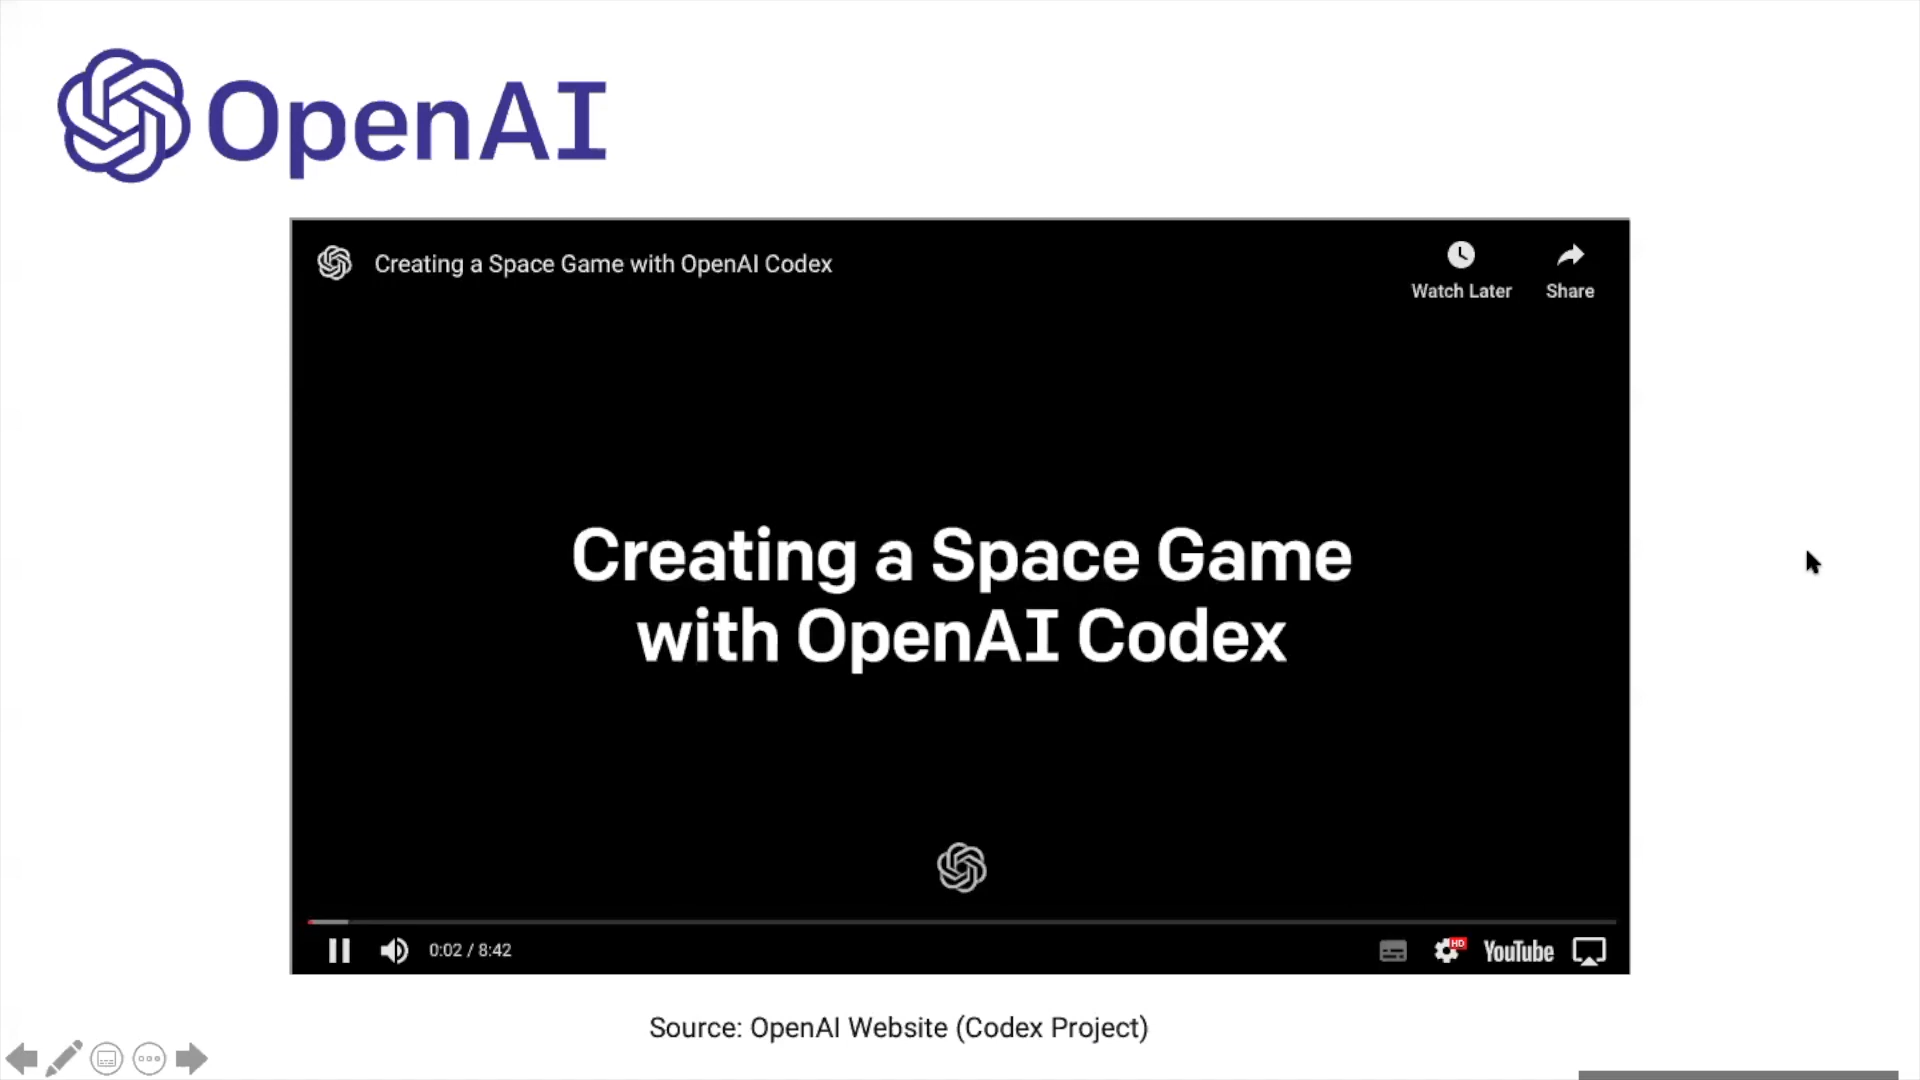 OpenAI
Creating a Space Game with OpenAI Codex
Watch Later
Share
Creating a Space Game
with OpenAI Codex
0:02 / 8:42
HD
YouTube
Source: OpenAI Website (Codex Project)